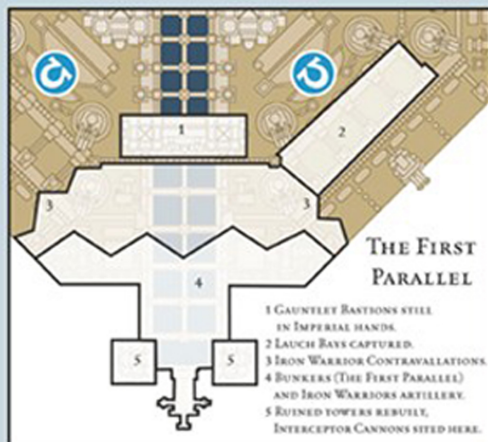 1
2
3
3
4
5
5
The First
Parallel
1 Gauntlet Bastions still
in Imperial hands.
2 Lauch Bays captured.
3 Iron Warrior Contravallations.
4 Bunkers (The First Parallel)
and Iron Warriors artillery.
5 Ruined towers rebuilt,
Interceptor Cannons sited here.